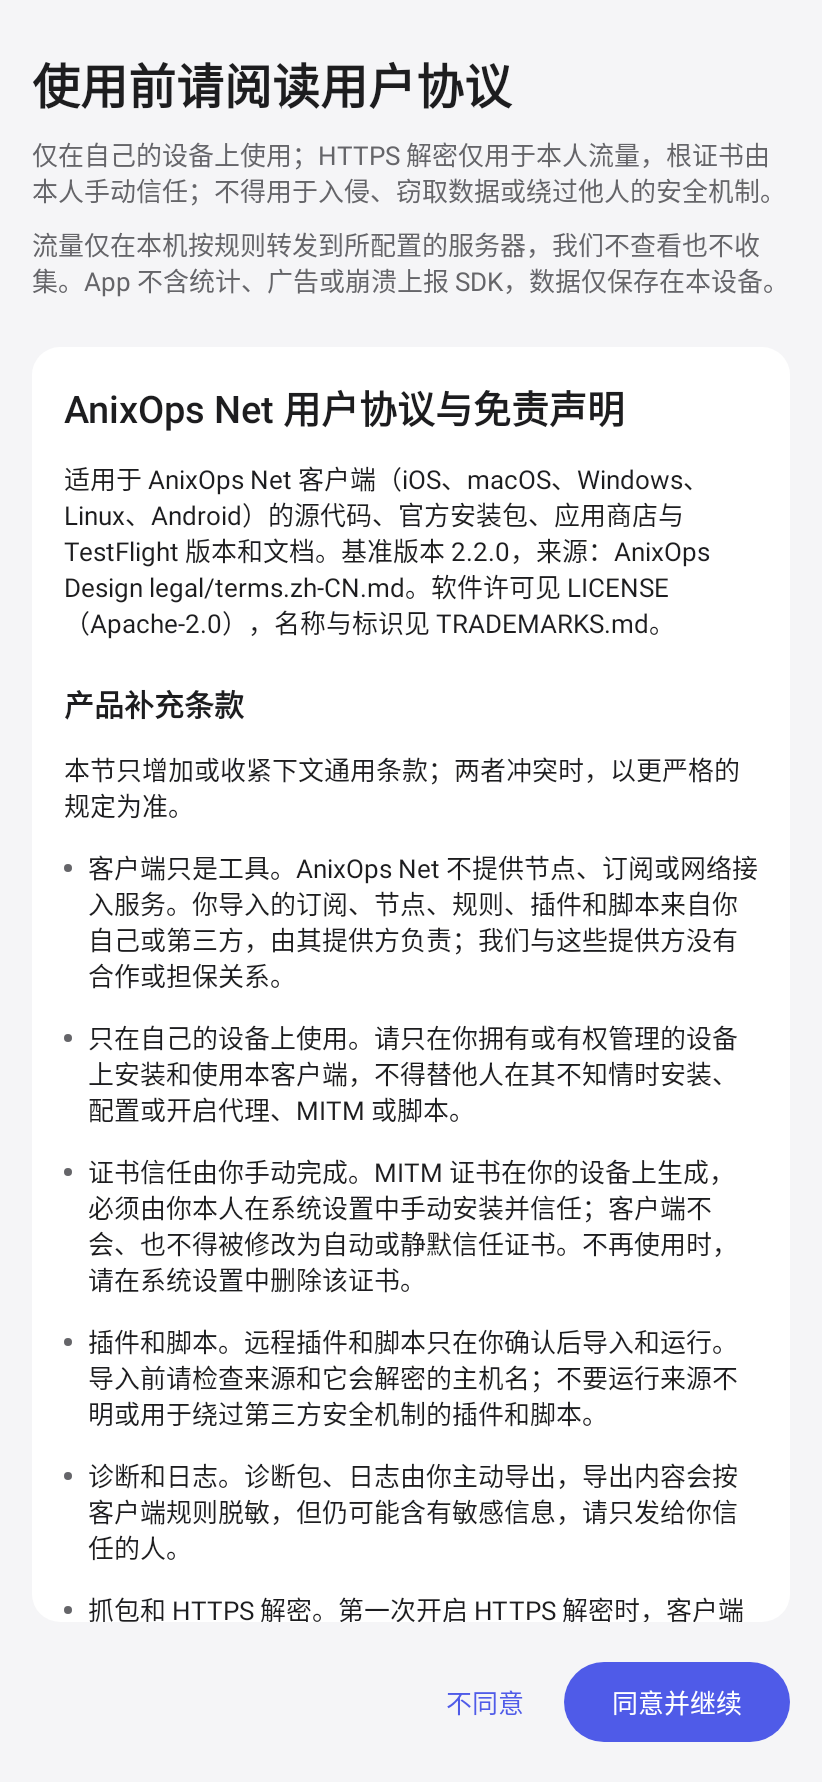 使用前请阅读用户协议
仅在自己的设备上使用；HTTPS 解密仅用于本人流量，根证书由
本人手动信任；不得用于入侵、窃取数据或绕过他人的安全机制。
流量仅在本机按规则转发到所配置的服务器，我们不查看也不收
集。App 不含统计、广告或崩溃上报 SDK，数据仅保存在本设备。
AnixOps Net 用户协议与免责声明
适用于 AnixOps Net 客户端（iOS、macOS、Windows、
Linux、Android）的源代码、官方安装包、应用商店与
TestFlight 版本和文档。基准版本 2.2.0，来源：AnixOps
Design legal/terms.zh-CN.md。软件许可见 LICENSE
（Apache-2.0），名称与标识见 TRADEMARKS.md。
产品补充条款
本节只增加或收紧下文通用条款；两者冲突时，以更严格的
规定为准。
• 客户端只是工具。AnixOps Net 不提供节点、订阅或网络接
入服务。你导入的订阅、节点、规则、插件和脚本来自你
自己或第三方，由其提供方负责；我们与这些提供方没有
合作或担保关系。
• 只在自己的设备上使用。请只在你拥有或有权管理的设备
上安装和使用本客户端，不得替他人在其不知情时安装、
配置或开启代理、MITM 或脚本。
• 证书信任由你手动完成。MITM 证书在你的设备上生成，
必须由你本人在系统设置中手动安装并信任；客户端不
会、也不得被修改为自动或静默信任证书。不再使用时，
请在系统设置中删除该证书。
• 插件和脚本。远程插件和脚本只在你确认后导入和运行。
导入前请检查来源和它会解密的主机名；不要运行来源不
明或用于绕过第三方安全机制的插件和脚本。
• 诊断和日志。诊断包、日志由你主动导出，导出内容会按
客户端规则脱敏，但仍可能含有敏感信息，请只发给你信
任的人。
• 抓包和 HTTPS 解密。第一次开启 HTTPS 解密时，客户端
不同意
同意并继续